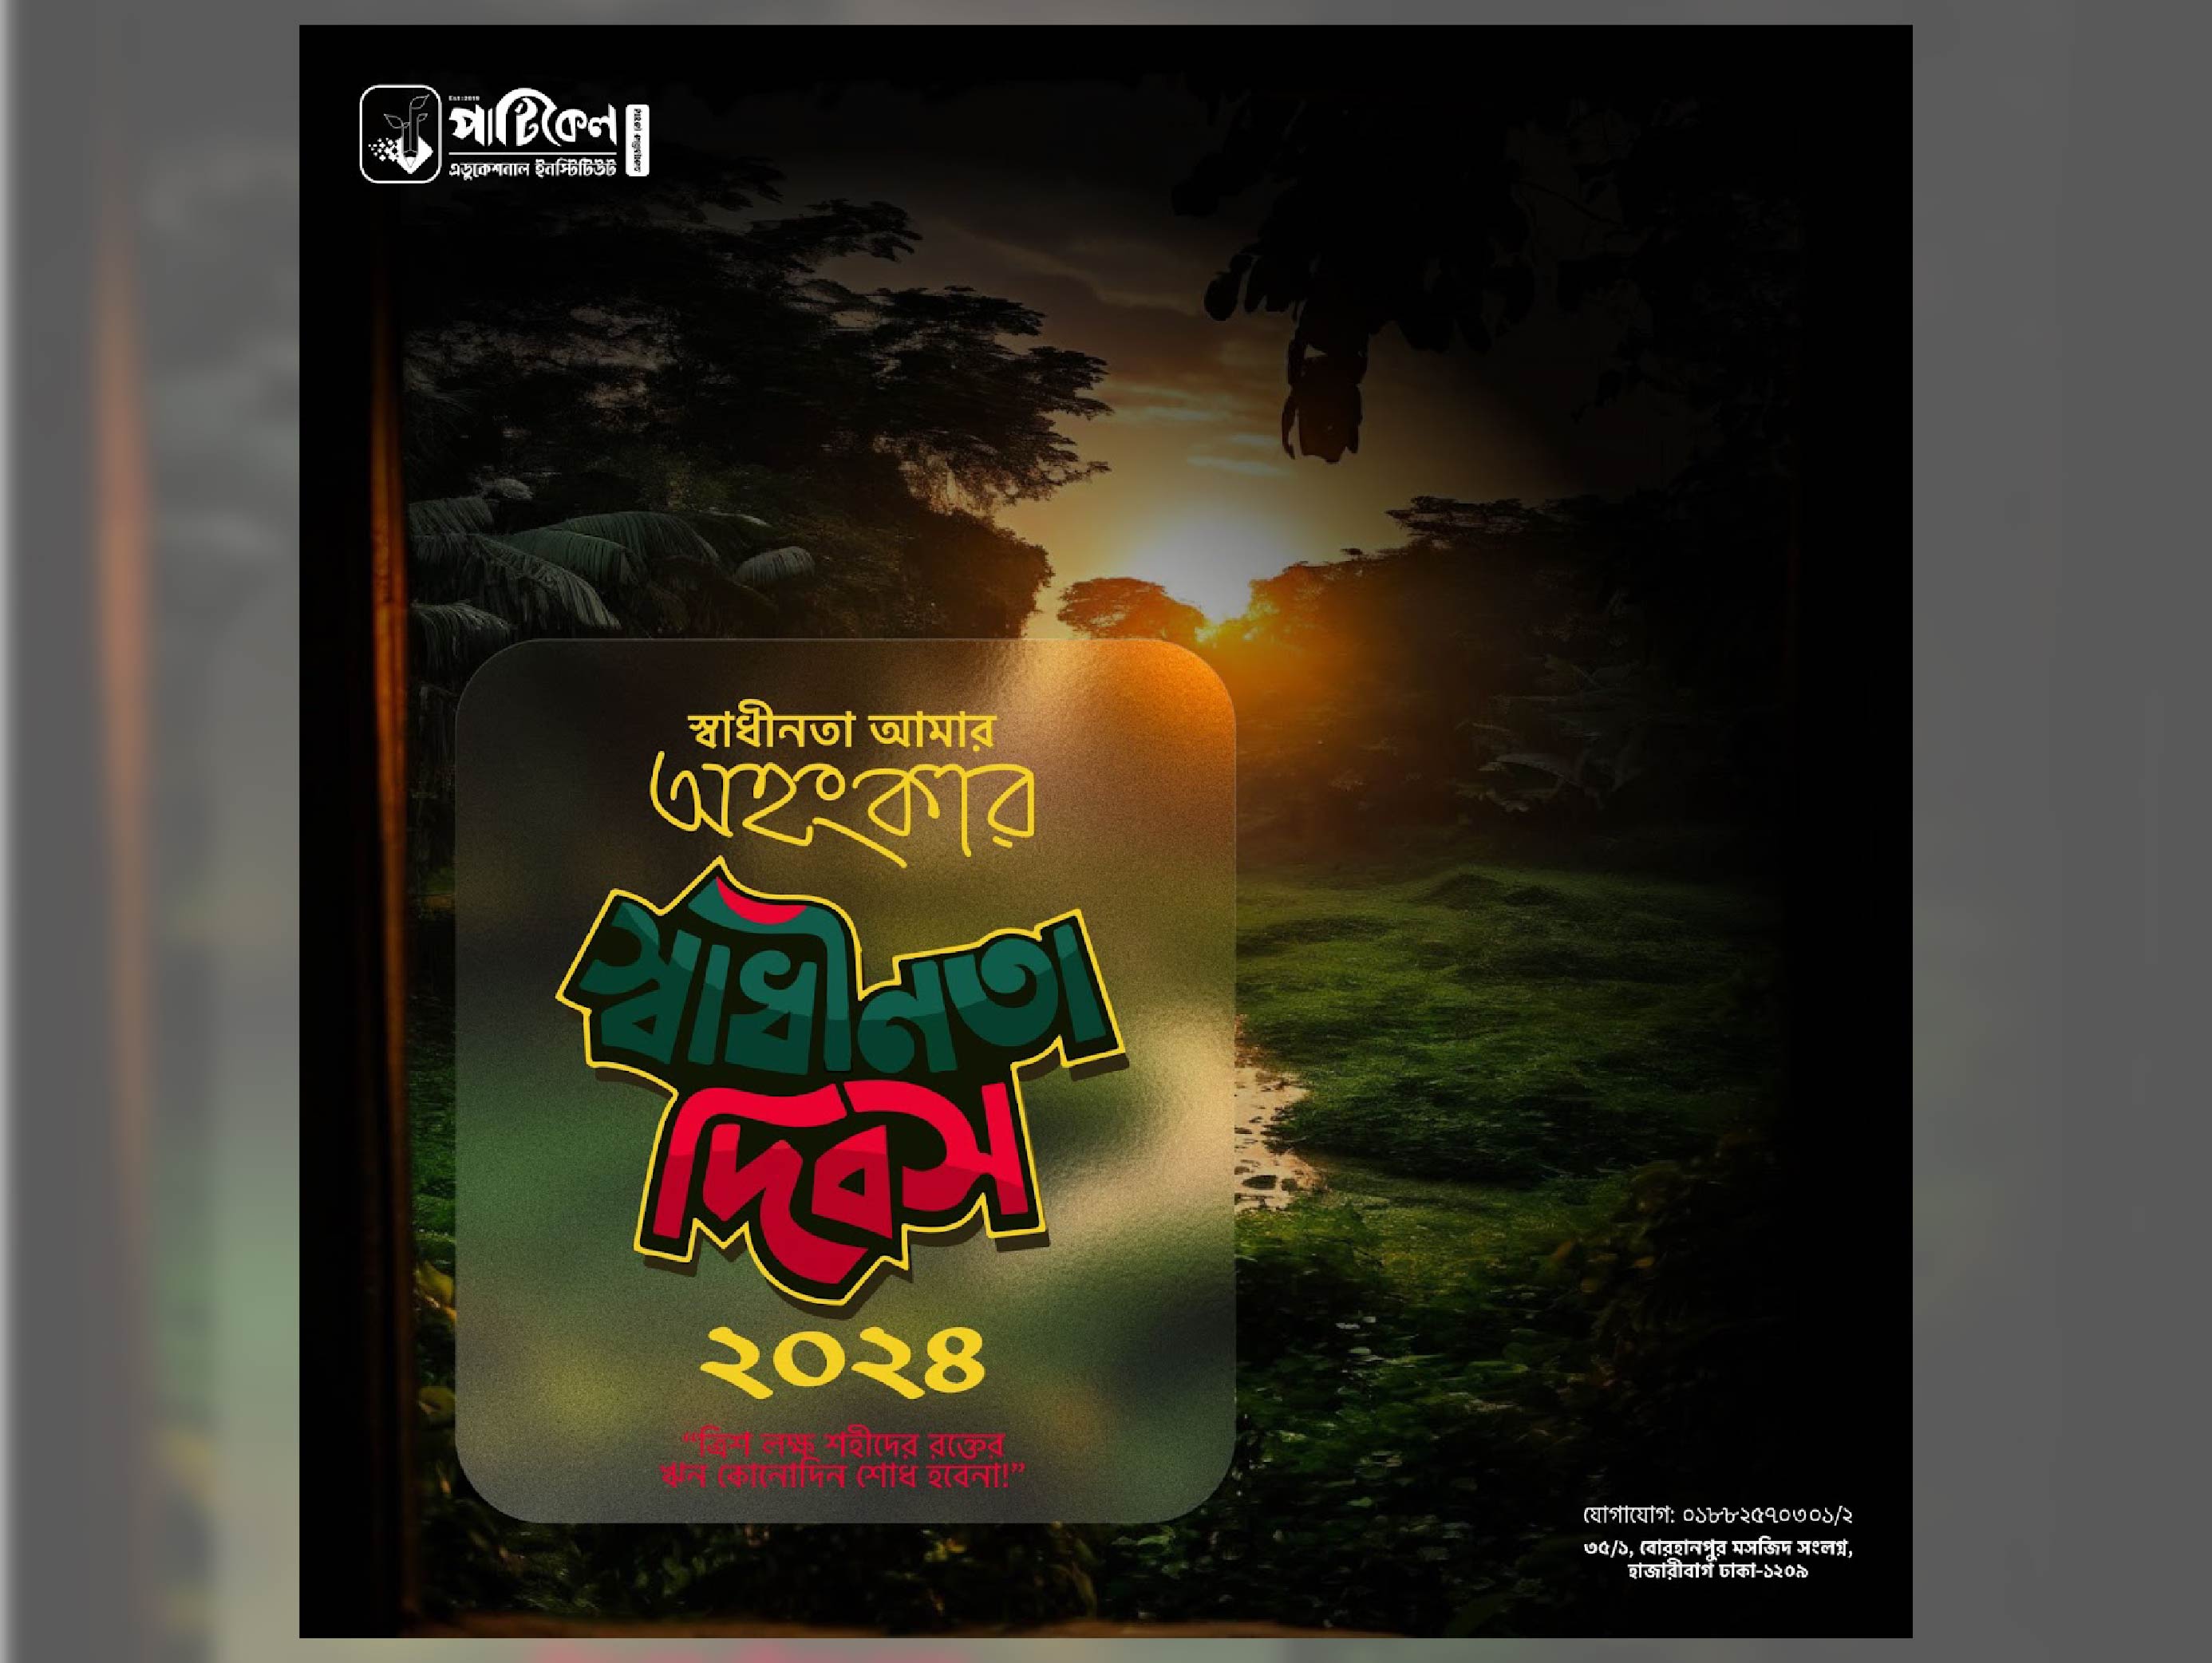 পার্টিকেল
এডুকেশনাল ইনস্টিটিউট
স্বাধীনতা আমার
অহংকার
স্বাধীনতা
দিবস
২০২৪
“ত্রিশ লক্ষ শহীদের রক্তের
ঋন কোনোদিন শোধ হবেনা!”
যোগাযোগ: ০১৮৮২৫৭০৩০১/২
৩৫/১, বোরহানপুর মসজিদ সংলগ্ন,
হাজারীবাগ ঢাকা-১২০৯